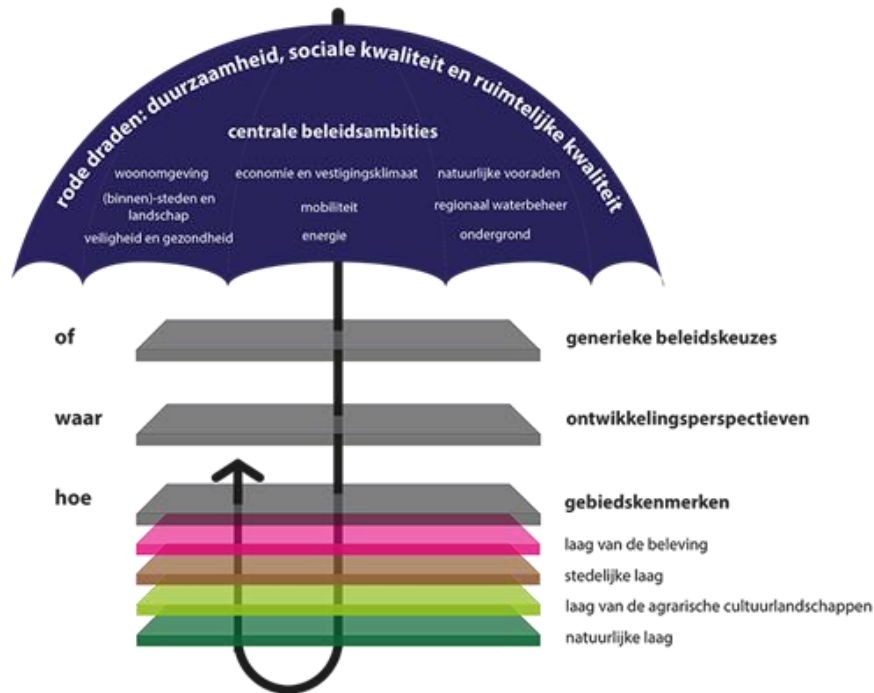 rode draden: duurzaamheid, sociale kwaliteit en ruimtelijke kwaliteit
centrale beleidsambities
woonomgeving
economie en vestigingsklimaat
natuurlijke vooraden
(binnen)-steden en
landschap
mobiliteit
regionaal waterbeheer
veiligheid en gezondheid
energie
ondergrond
of
generieke beleidskeuzes
waar
ontwikkelingsperspectieven
hoe
gebiedskenmerken
laag van de beleving
stedelijke laag
laag van de agrarische cultuurlandschappen
natuurlijke laag